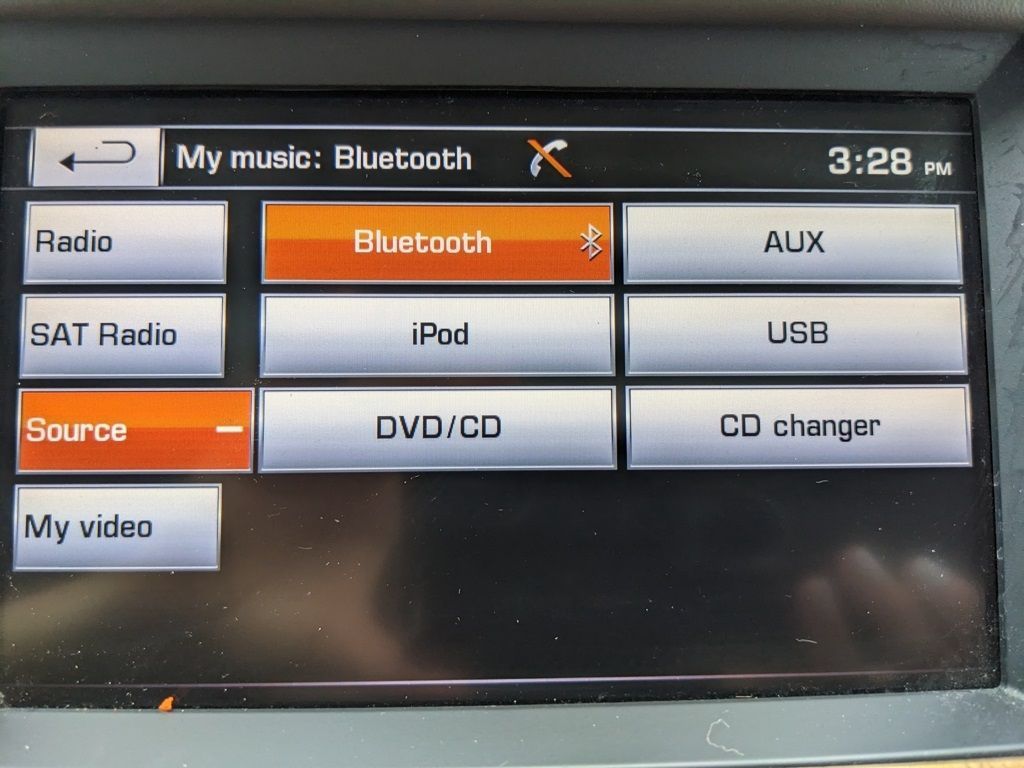 My music: Bluetooth
3:28 PM
Radio
Bluetooth
AUX
SAT Radio
iPod
USB
Source
DVD/CD
CD changer
My video